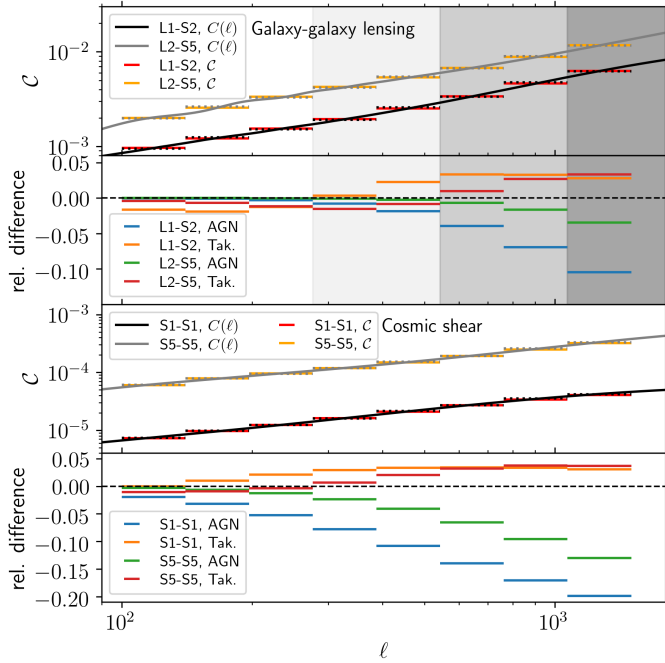 Galaxy-galaxy lensing
L1-S2, C(ℓ)
L2-S5, C(ℓ)
L1-S2, 𝒞
L2-S5, 𝒞
𝒞
10⁻²
10⁻³
0.05
0.00
−0.05
−0.10
rel. difference
L1-S2, AGN
L1-S2, Tak.
L2-S5, AGN
L2-S5, Tak.
Cosmic shear
S1-S1, C(ℓ)
S5-S5, C(ℓ)
S1-S1, 𝒞
S5-S5, 𝒞
𝒞
10⁻³
10⁻⁴
10⁻⁵
0.05
0.00
−0.05
−0.10
−0.15
−0.20
rel. difference
S1-S1, AGN
S1-S1, Tak.
S5-S5, AGN
S5-S5, Tak.
10²
10³
ℓ